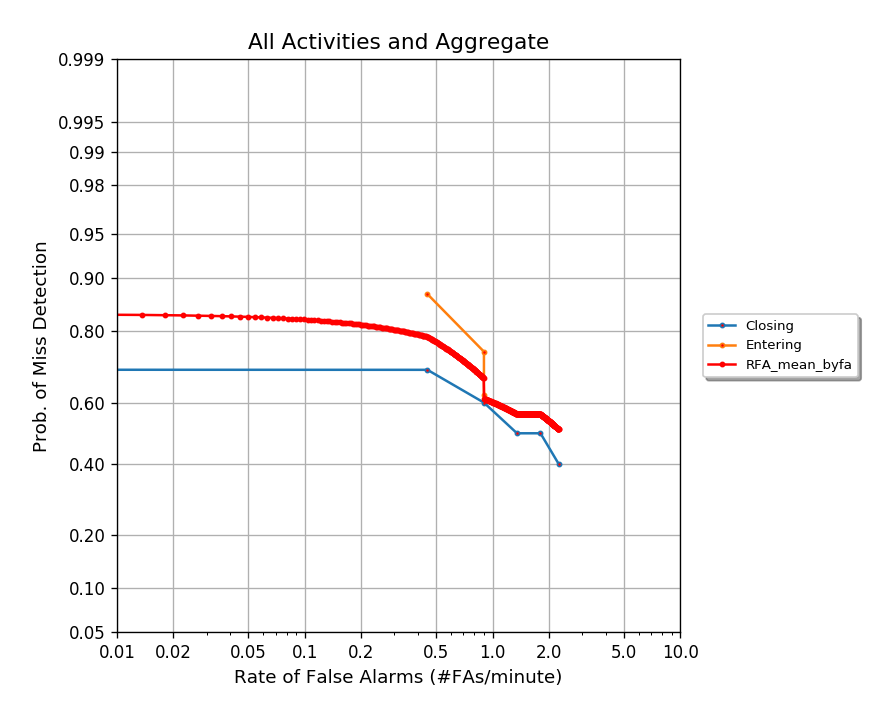 All Activities and Aggregate
0.999
0.995
0.99
0.98
0.95
0.90
0.80
0.60
0.40
0.20
0.10
0.05
Prob. of Miss Detection
0.01 0.02 0.05 0.1 0.2 0.5 1.0 2.0 5.0 10.0
Rate of False Alarms (#FAs/minute)
Closing
Entering
RFA_mean_byfa